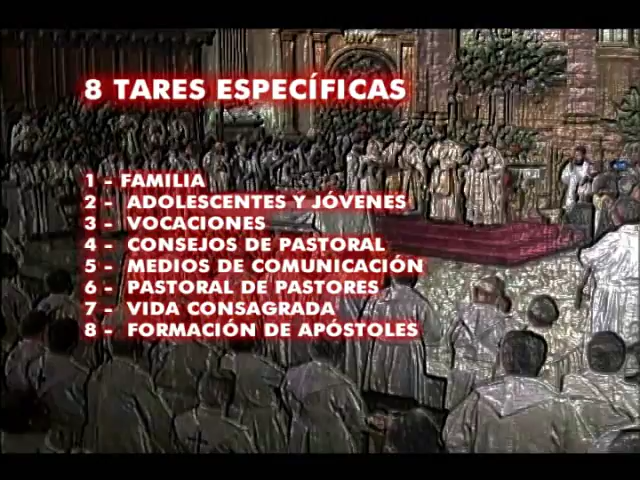 8 TARES ESPECÍFICAS
1 - FAMILIA
2 - ADOLESCENTES Y JÓVENES
3 - VOCACIONES
4 - CONSEJOS DE PASTORAL
5 - MEDIOS DE COMUNICACIÓN
6 - PASTORAL DE PASTORES
7 - VIDA CONSAGRADA
8 - FORMACIÓN DE APÓSTOLES